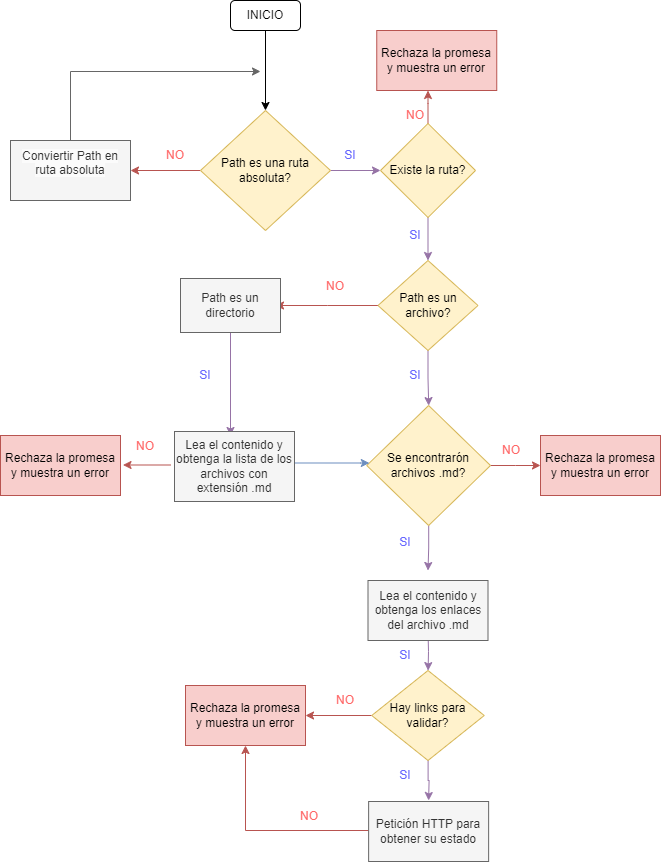 INICIO
Rechaza la promesa
y muestra un error
Conviertir Path en
ruta absoluta
NO
Path es una ruta
absoluta?
SI
NO
Existe la ruta?
SI
Path es un
directorio
NO
Path es un
archivo?
SI
SI
Rechaza la promesa
y muestra un error
NO
Lea el contenido y
obtenga la lista de los
archivos con
extensión .md
Se encontrarón
archivos .md?
NO
Rechaza la promesa
y muestra un error
SI
Lea el contenido y
obtenga los enlaces
del archivo .md
SI
Rechaza la promesa
y muestra un error
NO
Hay links para
validar?
SI
NO
Petición HTTP para
obtener su estado